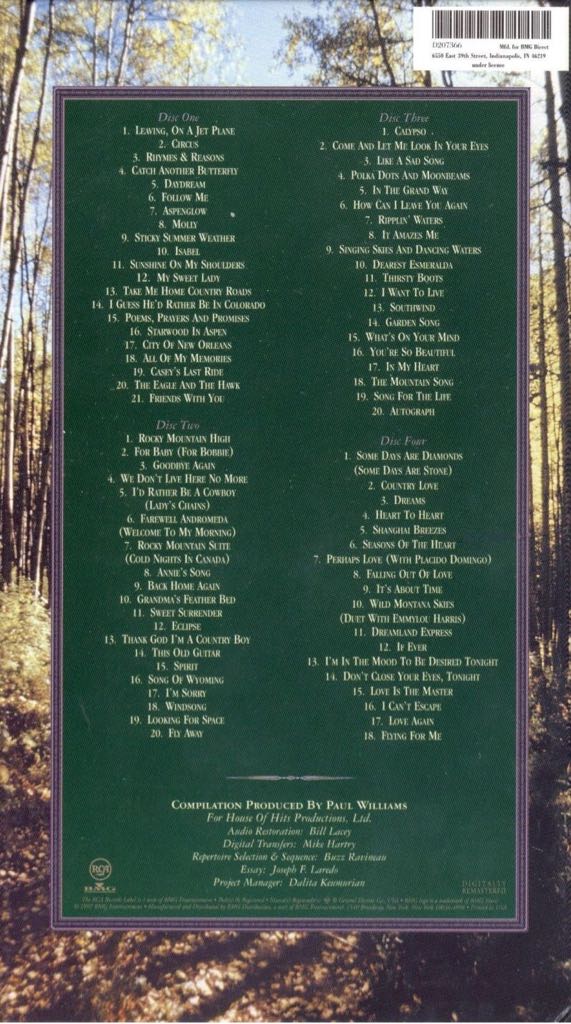 D207366
Mfd. for BMG Direct
6550 East 30th Street, Indianapolis, IN 46219
under license
Disc One
1. Leaving, On A Jet Plane
2. Circus
3. Rhymes & Reasons
4. Catch Another Butterfly
5. Daydream
6. Follow Me
7. Aspenglow
8. Molly
9. Sticky Summer Weather
10. Isabel
11. Sunshine On My Shoulders
12. My Sweet Lady
13. Take Me Home Country Roads
14. I Guess He'd Rather Be In Colorado
15. Poems, Prayers And Promises
16. Starwood In Aspen
17. City Of New Orleans
18. All Of My Memories
19. Casey's Last Ride
20. The Eagle And The Hawk
21. Friends With You
Disc Two
1. Rocky Mountain High
2. For Baby (For Bobbie)
3. Goodbye Again
4. We Don't Live Here No More
5. I'd Rather Be A Cowboy
(Lady's Chains)
6. Farewell Andromeda
(Welcome To My Morning)
7. Rocky Mountain Suite
(Cold Nights In Canada)
8. Annie's Song
9. Back Home Again
10. Grandma's Feather Bed
11. Sweet Surrender
12. Eclipse
13. Thank God I'm A Country Boy
14. This Old Guitar
15. Spirit
16. Song Of Wyoming
17. I'm Sorry
18. Windsong
19. Looking For Space
20. Fly Away
Disc Three
1. Calypso
2. Come And Let Me Look In Your Eyes
3. Like A Sad Song
4. Polka Dots And Moonbeams
5. In The Grand Way
6. How Can I Leave You Again
7. Ripplin' Waters
8. It Amazes Me
9. Singing Skies And Dancing Waters
10. Dearest Esmeralda
11. Thirsty Boots
12. I Want To Live
13. Southwind
14. Garden Song
15. What's On Your Mind
16. You're So Beautiful
17. In My Heart
18. The Mountain Song
19. Song For The Life
20. Autograph
Disc Four
1. Some Days Are Diamonds
(Some Days Are Stone)
2. Country Love
3. Dreams
4. Heart To Heart
5. Shanghai Breezes
6. Seasons Of The Heart
7. Perhaps Love (With Placido Domingo)
8. Falling Out Of Love
9. It's About Time
10. Wild Montana Skies
(Duet With Emmylou Harris)
11. Dreamland Express
12. If Ever
13. I'm In The Mood To Be Desired Tonight
14. Don't Close Your Eyes, Tonight
15. Love Is The Master
16. I Can't Escape
17. Love Again
18. Flying For Me
Compilation Produced By Paul Williams
For House Of Hits Productions, Ltd.
Audio Restoration: Bill Lacey
Digital Transfers: Mike Hartry
Repertoire Selection & Sequence: Buzz Ravineau
Essay: Joseph F. Laredo
Project Manager: Dalita Keumurian
RCA
BMG
DIGITALLY
REMASTERED